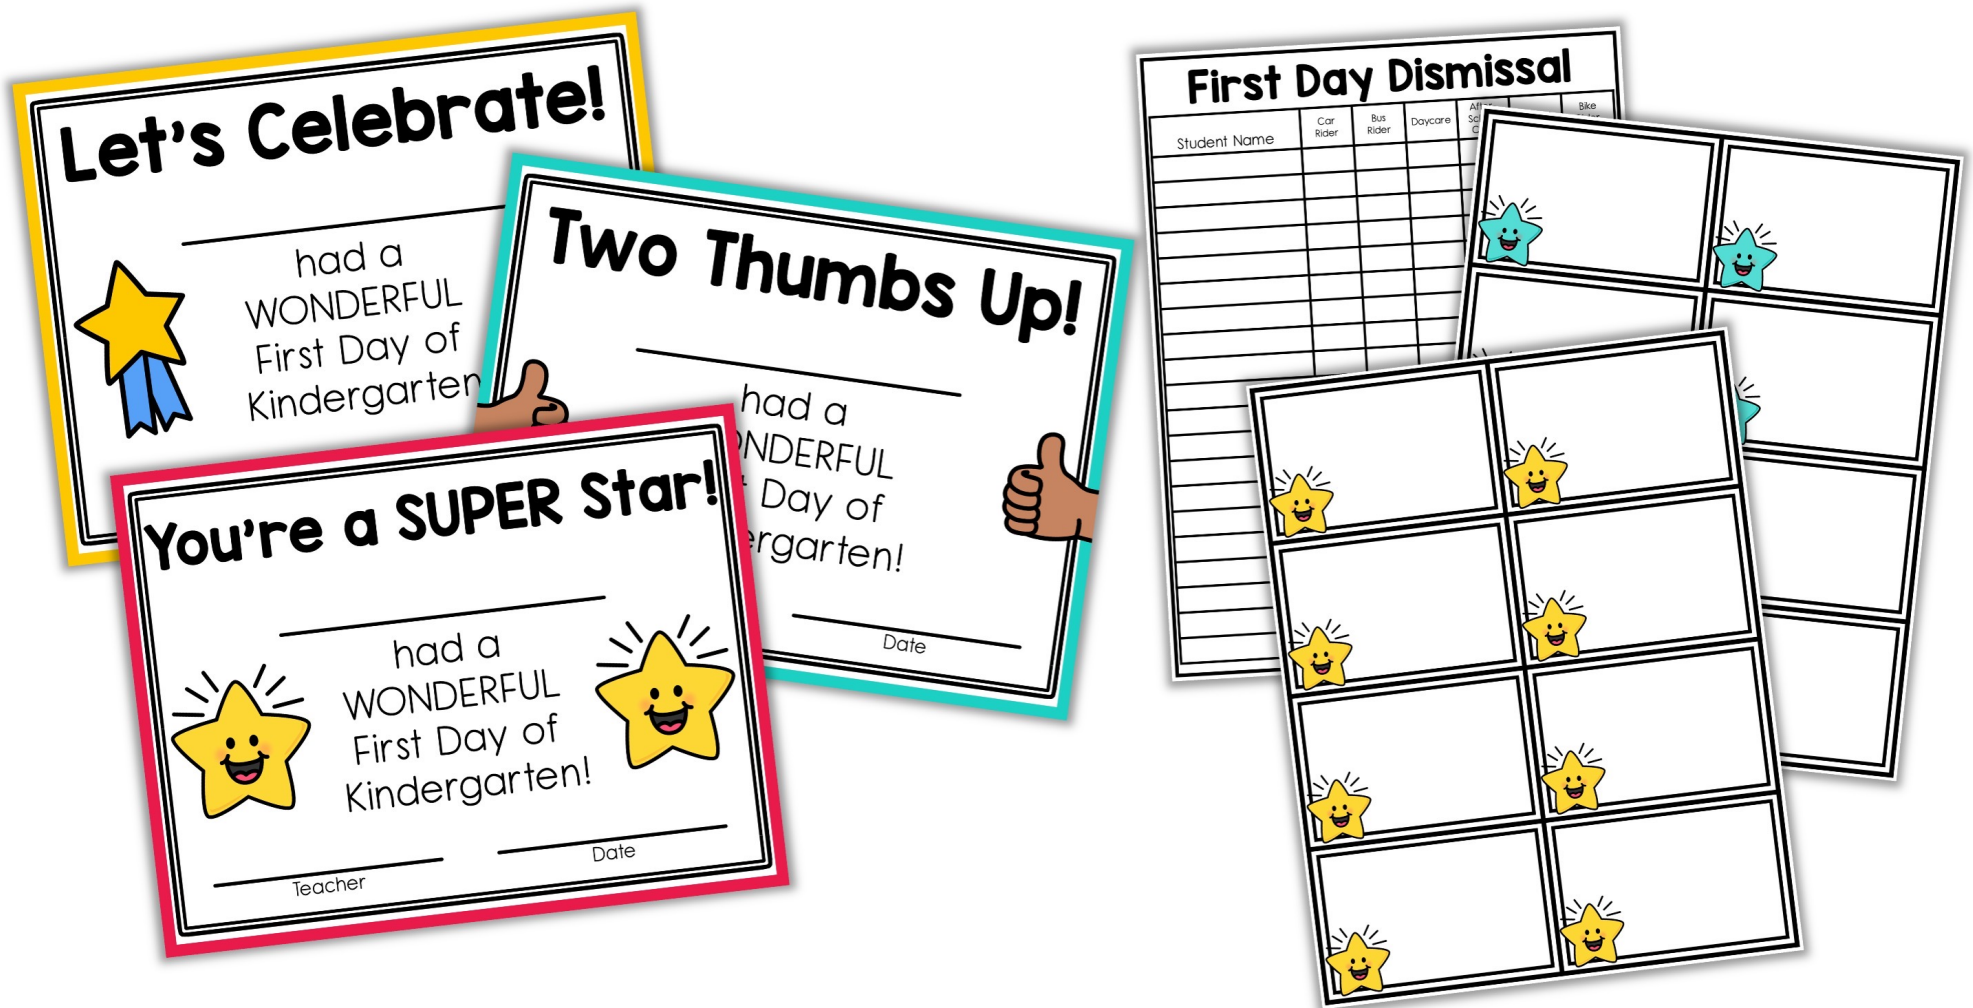 Let's Celebrate!
had a
WONDERFUL
First Day of
Kindergarten
Two Thumbs Up!
had a
Day of
Date
You're a SUPER Star!
had a
WONDERFUL
First Day of
Kindergarten!
Teacher
Date
First Day Dismissal
Student Name
Car
Rider
Bus
Rider
Daycare
Bike